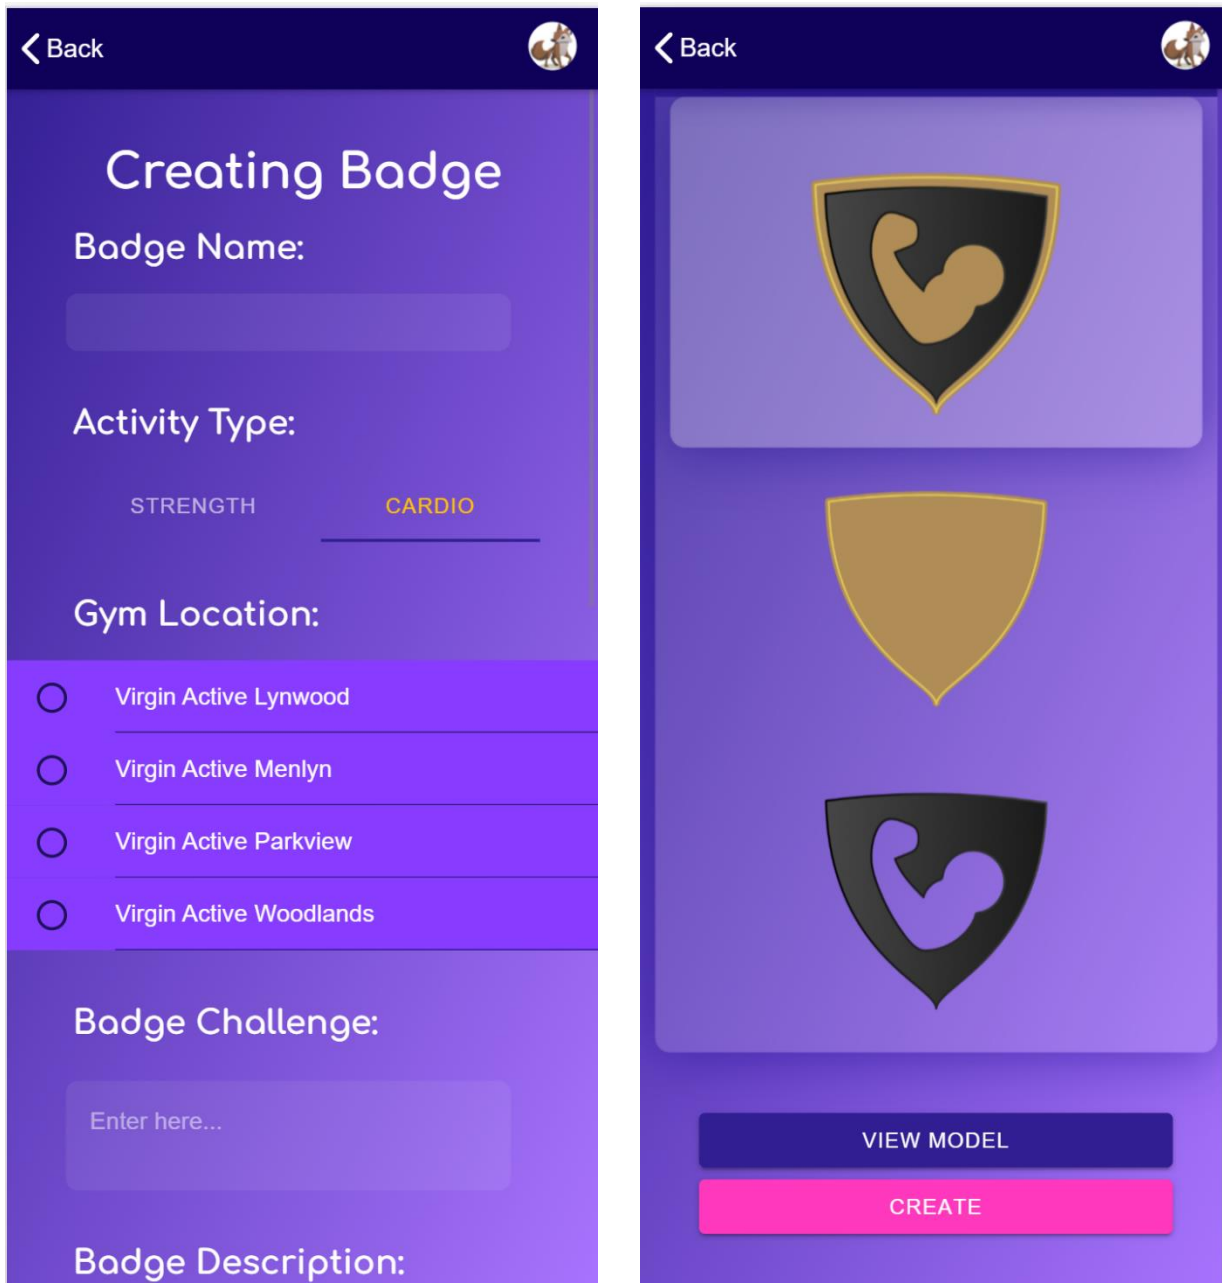 Back
Creating Badge
Badge Name:
Activity Type:
STRENGTH CARDIO
Gym Location:
Virgin Active Lynwood
Virgin Active Menlyn
Virgin Active Parkview
Virgin Active Woodlands
Badge Challenge:
Enter here...
Badge Description:
Back
VIEW MODEL
CREATE